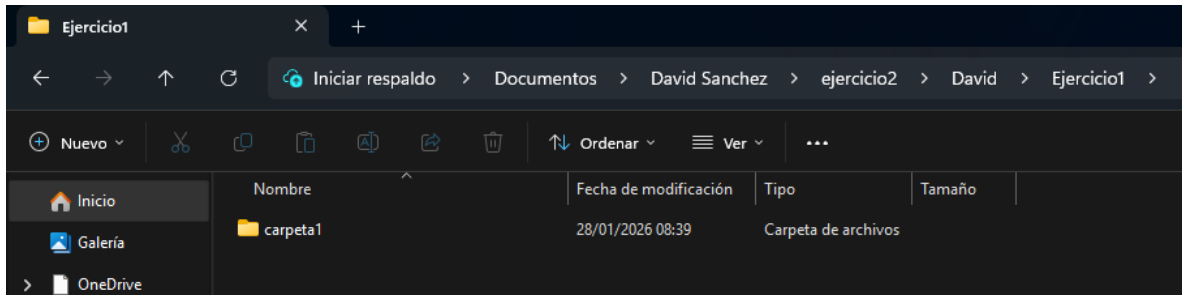 Ejercicio1
Iniciar respaldo > Documentos > David Sanchez > ejercicio2 > David > Ejercicio1 >
Nuevo Ordenar Ver ...
Inicio
Galería
OneDrive
Nombre Fecha de modificación Tipo Tamaño
carpeta1 28/01/2026 08:39 Carpeta de archivos